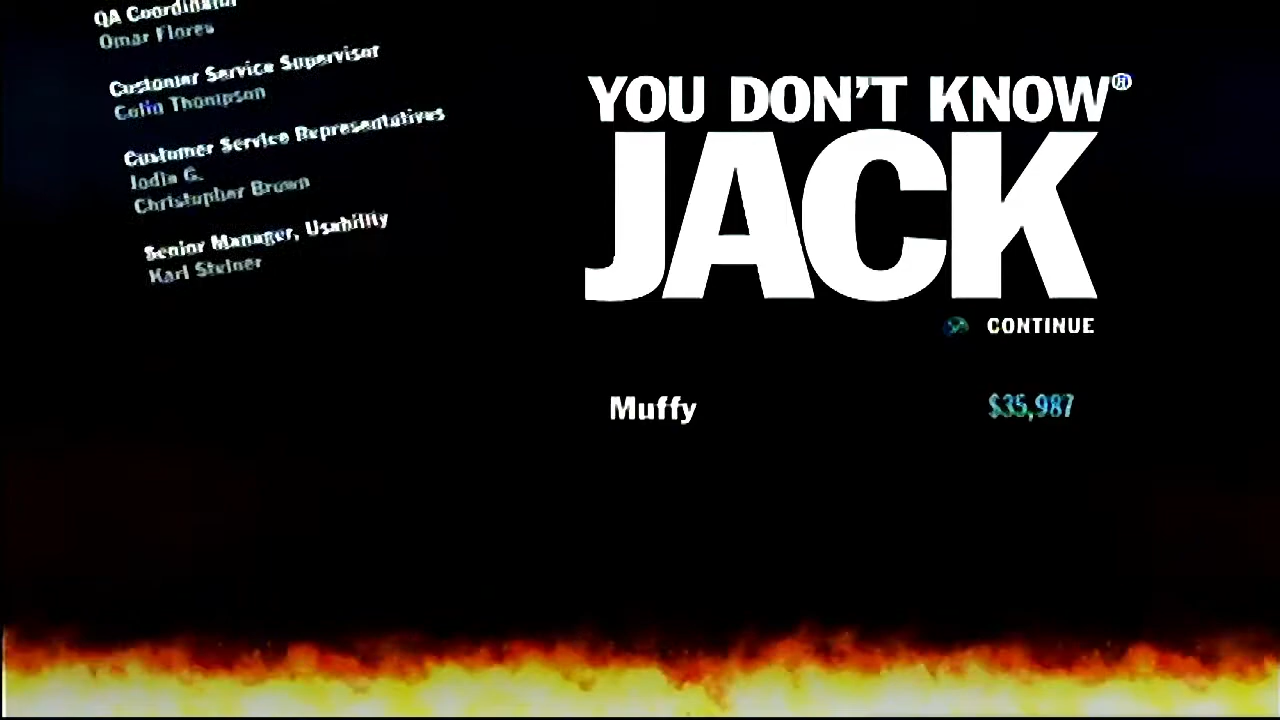 QA Coordinator
Omar Flores
Customer Service Supervisor
Colin Thompson
Customer Service Representatives
Jodie G.
Christopher Brown
Senior Manager, Usability
Karl Steiner
YOU DON'T KNOW®
JACK
CONTINUE
Muffy $35,987